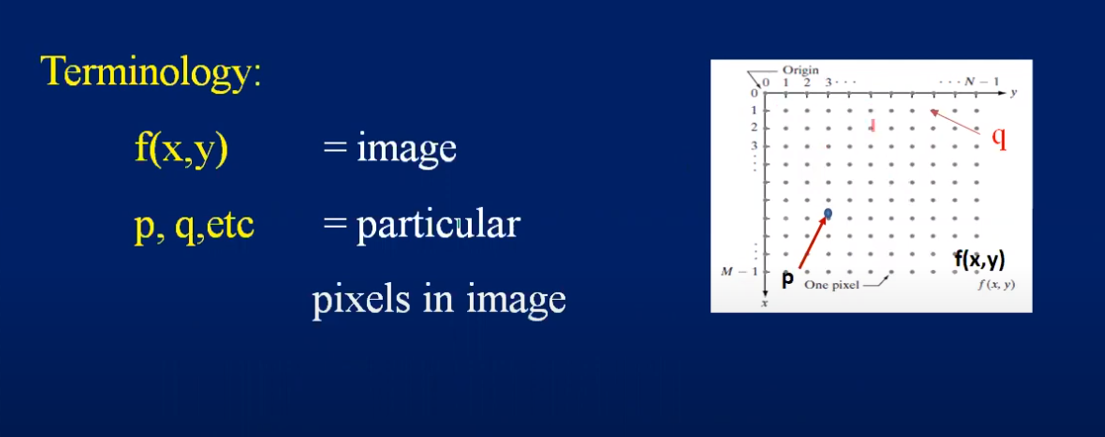 Terminology:
f(x,y) = image
p, q,etc = particular
pixels in image
Origin
0 1 2 3 · · · · · · N − 1
0
y
1
2
3
q
f(x,y)
M − 1
p
One pixel
f(x, y)
x